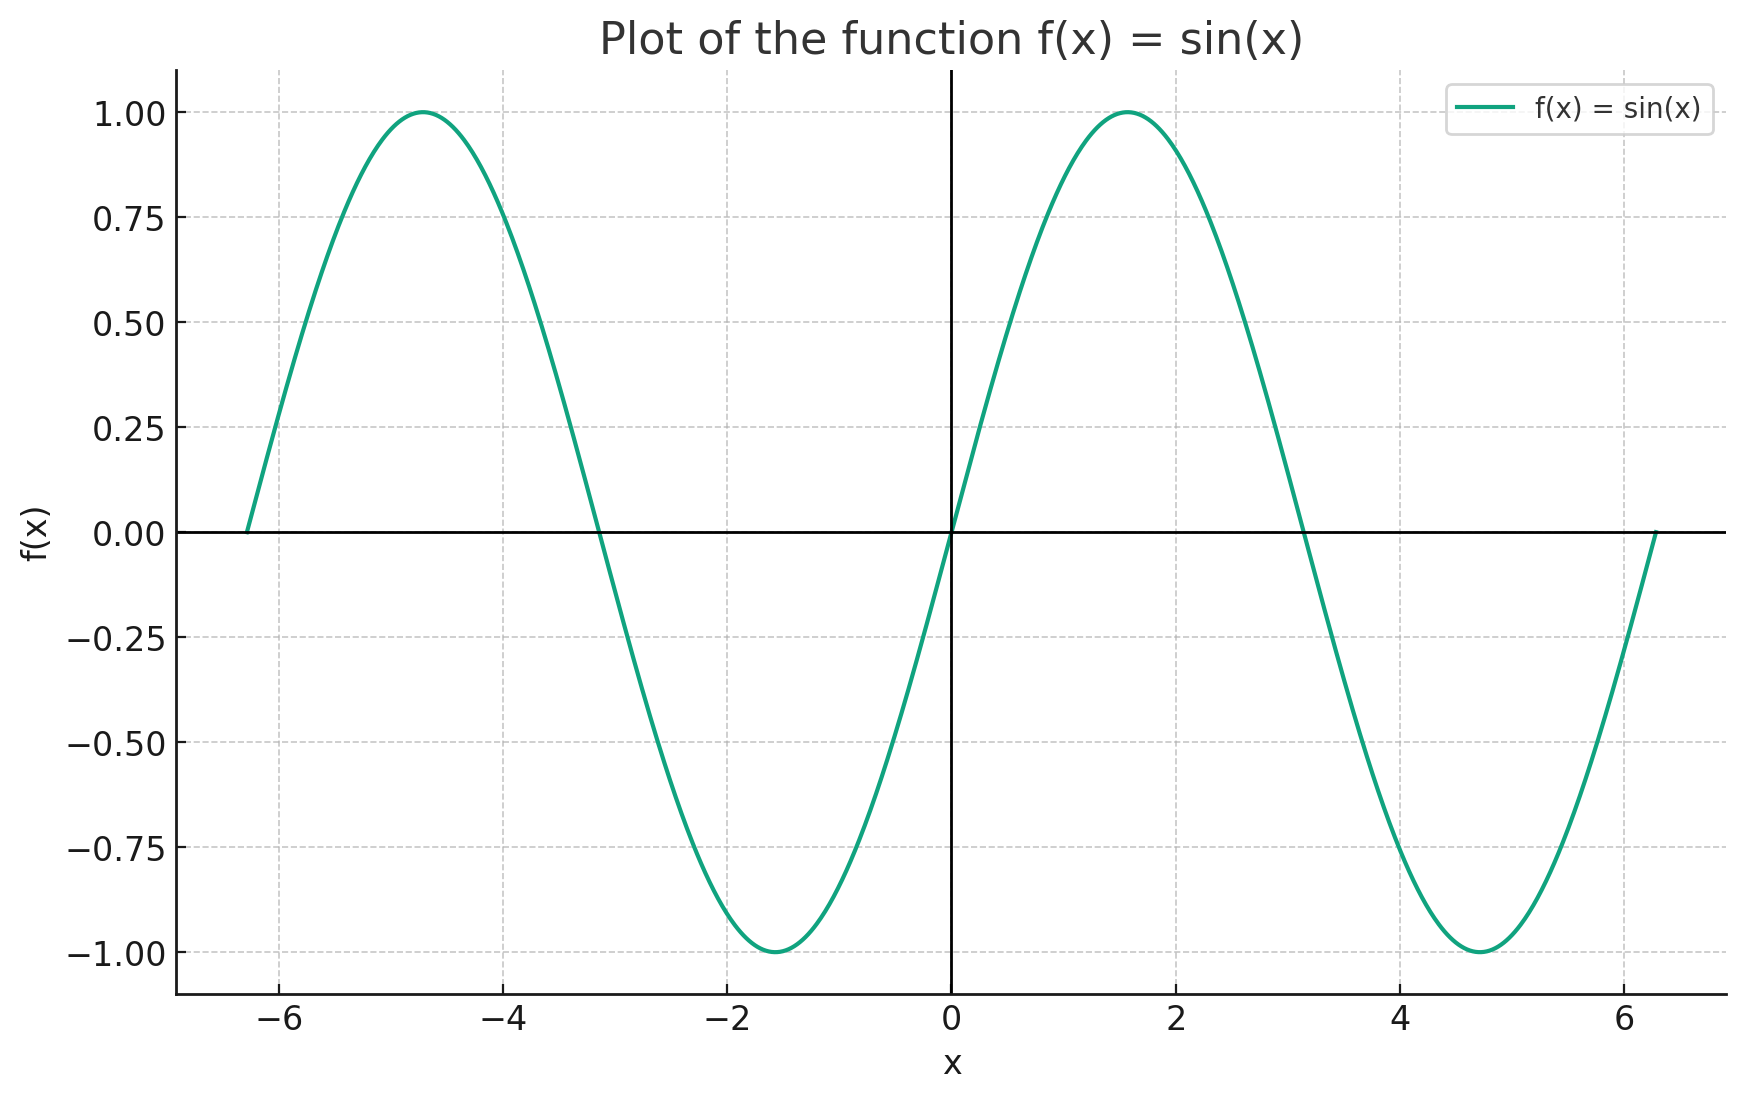 Plot of the function f(x) = sin(x)
f(x) = sin(x)
1.00
0.75
0.50
0.25
0.00
−0.25
−0.50
−0.75
−1.00
f(x)
−6 −4 −2 0 2 4 6
x